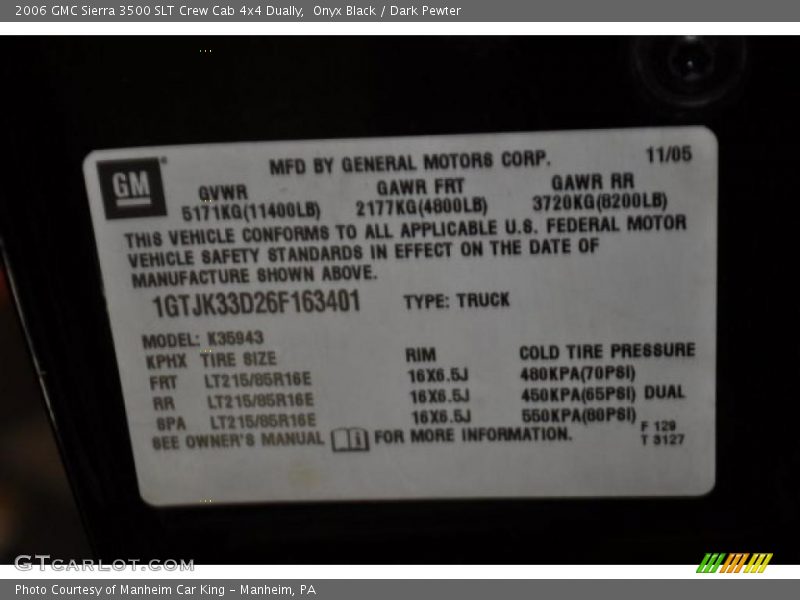 2006 GMC Sierra 3500 SLT Crew Cab 4x4 Dually, Onyx Black / Dark Pewter
GM
MFD BY GENERAL MOTORS CORP. 11/05
GVWR GAWR FRT GAWR RR
5171KG(11400LB) 2177KG(4800LB) 3720KG(8200LB)
THIS VEHICLE CONFORMS TO ALL APPLICABLE U.S. FEDERAL MOTOR
VEHICLE SAFETY STANDARDS IN EFFECT ON THE DATE OF
MANUFACTURE SHOWN ABOVE.
1GTJK33D26F163401 TYPE: TRUCK
MODEL: K35943
KPHX TIRE SIZE RIM COLD TIRE PRESSURE
FRT LT215/85R16E 16X6.5J 480KPA(70PSI)
RR LT215/85R16E 16X6.5J 450KPA(65PSI) DUAL
SPA LT215/85R16E 16X6.5J 550KPA(80PSI)
SEE OWNER'S MANUAL FOR MORE INFORMATION.
F 129
T 3127
GTCARLOT.COM
Photo Courtesy of Manheim Car King - Manheim, PA